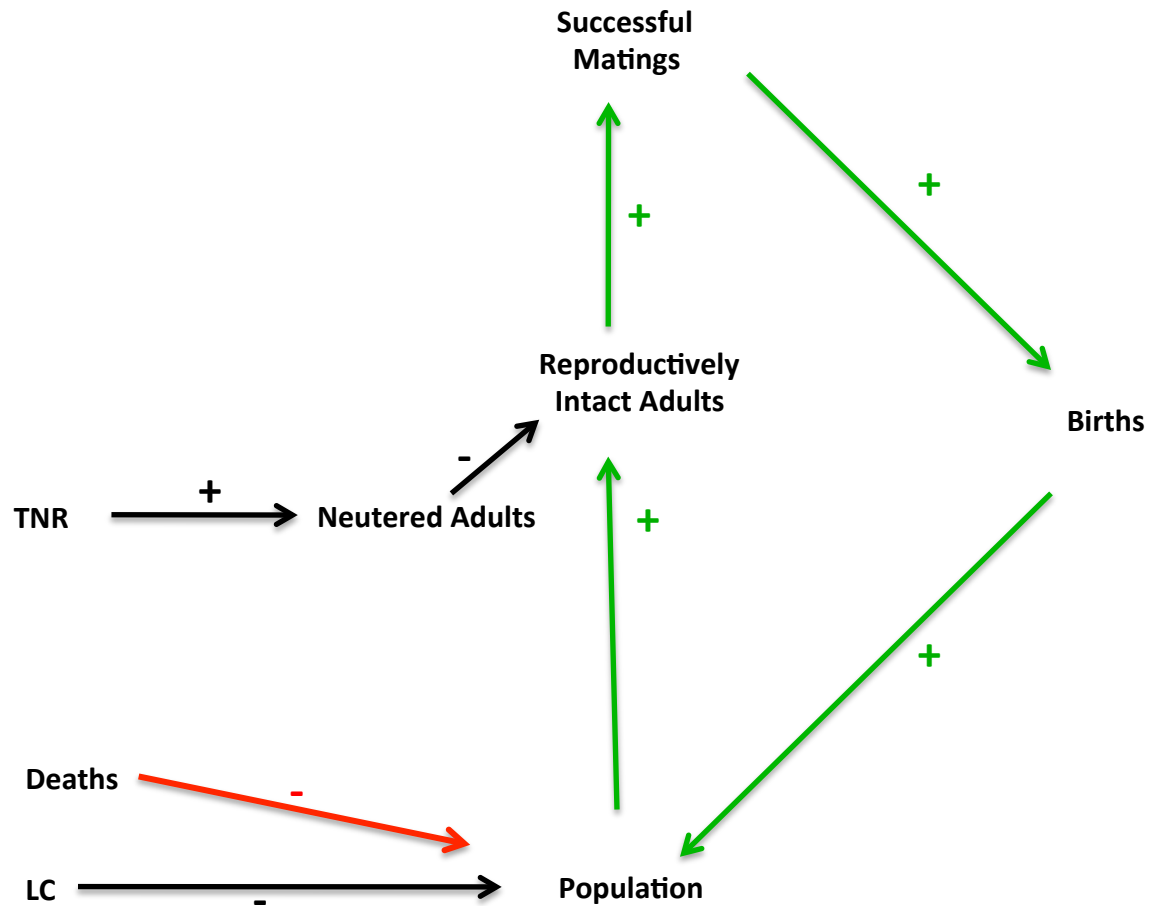 Successful
Matings
+
+
Reproductively
Intact Adults
Births
-
+
TNR
Neutered Adults
+
+
Deaths
-
LC
-
Population